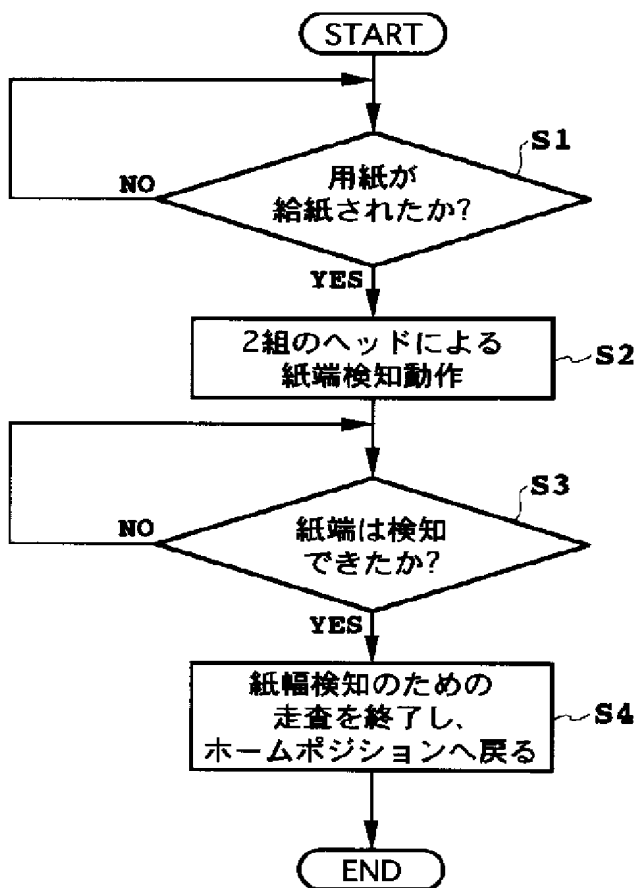 START
S1
用紙が
給紙されたか?
NO
YES
2組のヘッドによる
紙端検知動作
S2
S3
紙端は検知
できたか?
NO
YES
紙幅検知のための
走査を終了し、
ホームポジションへ戻る
S4
END